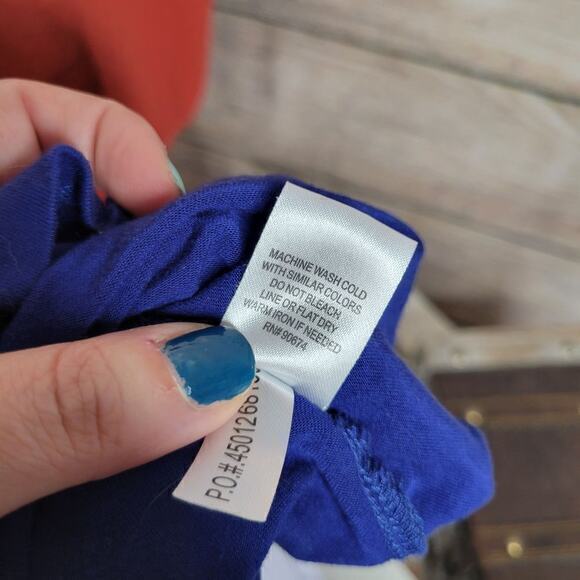 MACHINE WASH COLD
WITH SIMILAR COLORS
DO NOT BLEACH
LINE OR FLAT DRY
WARM IRON IF NEEDED
RN# 90674
P.O.#:4501266